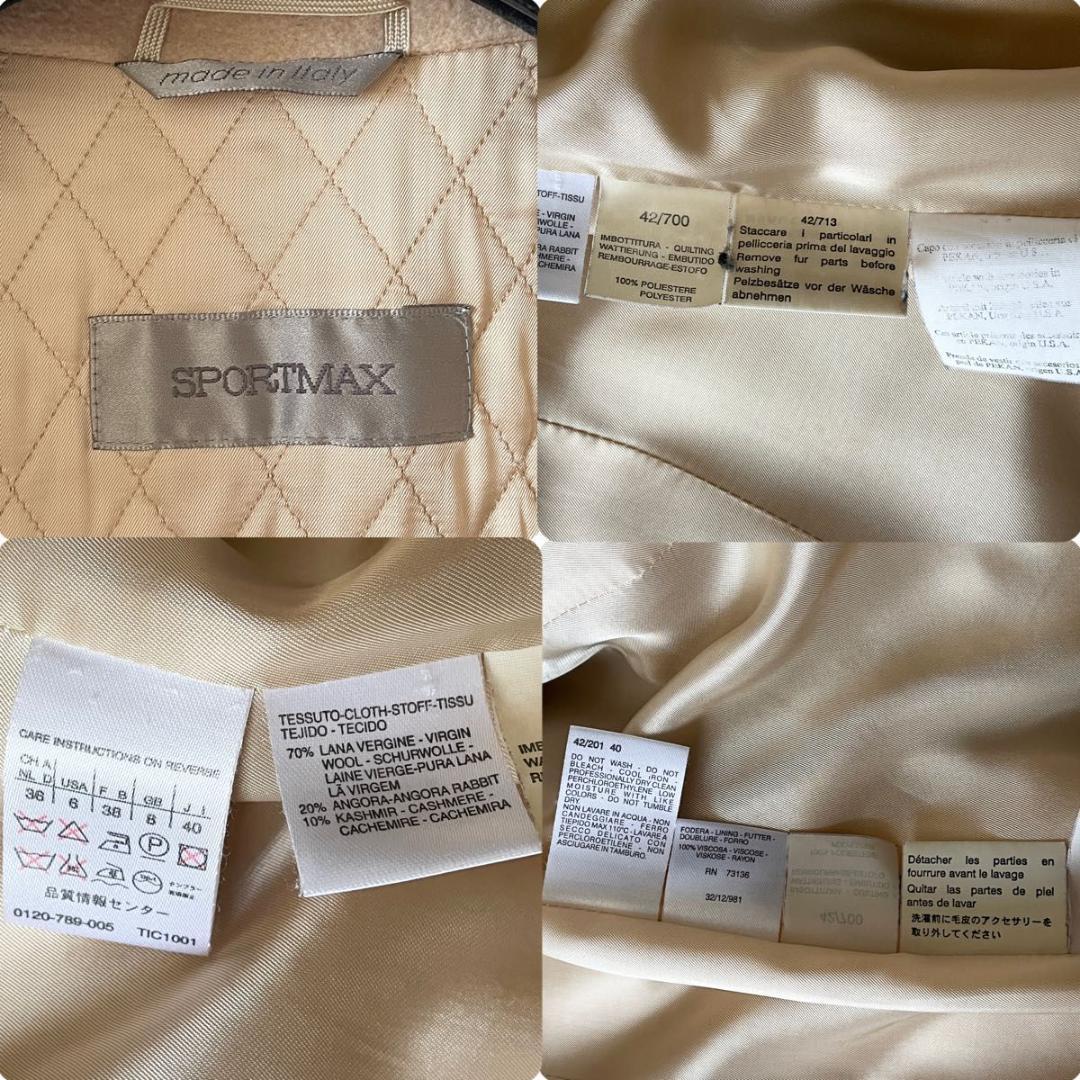 made in Italy
SPORTMAX
STOFF-TISSU
- VIRGIN
PURA LANA
RABBIT
CACHEMIRA
42/700
IMBOTTITURA - QUILTING
WATTIERUNG - EMBUTIDO
REMBOURRAGE-ESTOFO
100% POLIESTERE
POLYESTER
42/713
Staccare i particolari in
pellicceria prima del lavaggio
Remove fur parts before
washing
Pelzbesätze vor der Wäsche
abnehmen
PEKAN,
PEKAN, origin U.S.A.
CARE INSTRUCTIONS ON REVERSE
CH A
NL D USA F B GB J I
36 6 38 8 40
品質情報センター
0120-789-005 TIC1001
TESSUTO-CLOTH-STOFF-TISSU
TEJIDO - TECIDO
70% LANA VERGINE - VIRGIN
WOOL - SCHURWOLLE -
LAINE VIERGE-PURA LANA
LÃ VIRGEM
20% ANGORA-ANGORA RABBIT
10% KASHMIR - CASHMERE -
CACHEMIRE - CACHEMIRA
42/201 40
DO NOT WASH - DO NOT
BLEACH - COOL IRON -
PROFESSIONALLY DRY CLEAN
PERCHLOROETHYLENE LOW
MOISTURE WITH LIKE
COLORS - DO NOT TUMBLE
DRY.
NON LAVARE IN ACQUA - NON
CANDEGGIARE - FERRO
TIEPIDO MAX 110°C - LAVARE A
SECCO DELICATO CON
PERCLOROETILENE - NON
ASCIUGARE IN TAMBURO.
FODERA - LINING - FUTTER -
DOUBLURE - FORRO
100% VISCOSA - VISCOSE -
VISKOSE - RAYON
RN 73136
32/12/981
42/700
Détacher les parties en
fourrure avant le lavage
Quitar las partes de piel
antes de lavar
洗濯前に毛皮のアクセサリーを
取り外してください